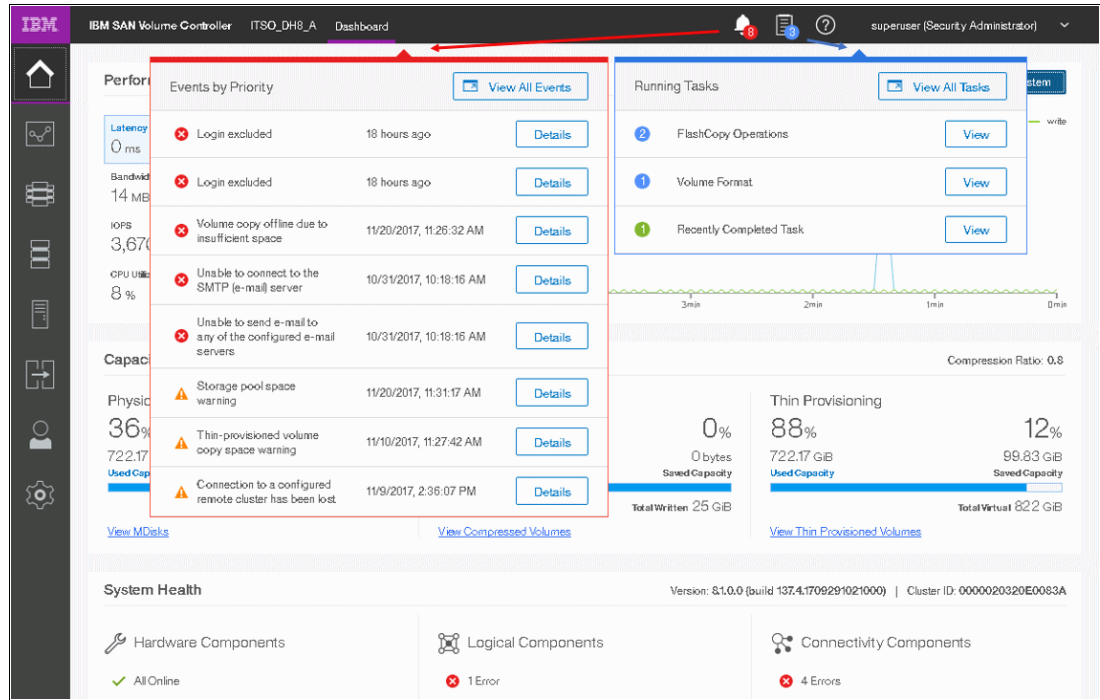 IBM
IBM SAN Volume Controller ITSO_DH8_A Dashboard
8
3
?
superuser (Security Administrator)
Perfor
stem
Latency
0 ms
Bandwid
14 MB
IOPS
3,670
CPU Utiliz
8 %
write
3min
2min
1min
0min
Events by Priority
View All Events
Login excluded
18 hours ago
Details
Login excluded
18 hours ago
Details
Volume copy offline due to
insufficient space
11/20/2017, 11:26:32 AM
Details
Unable to connect to the
SMTP (e-mail) server
10/31/2017, 10:18:16 AM
Details
Unable to send e-mail to
any of the configured e-mail
servers
10/31/2017, 10:18:16 AM
Details
Storage pool space
warning
11/20/2017, 11:31:17 AM
Details
Thin-provisioned volume
copy space warning
11/10/2017, 11:27:42 AM
Details
Connection to a configured
remote cluster has been lost
11/9/2017, 2:36:07 PM
Details
Running Tasks
View All Tasks
2
FlashCopy Operations
View
1
Volume Format
View
1
Recently Completed Task
View
Capaci
Compression Ratio: 0.8
Physic
36%
722.17
Used Cap
View MDisks
0%
0 bytes
Saved Capacity
Total Written 25 GiB
View Compressed Volumes
Thin Provisioning
88%
12%
722.17 GiB
99.83 GiB
Used Capacity
Saved Capacity
Total Virtual 822 GiB
View Thin Provisioned Volumes
System Health
Version: 8.1.0.0 (build 137.4.1709291021000) | Cluster ID: 0000020320E0083A
Hardware Components
All Online
Logical Components
1 Error
Connectivity Components
4 Errors